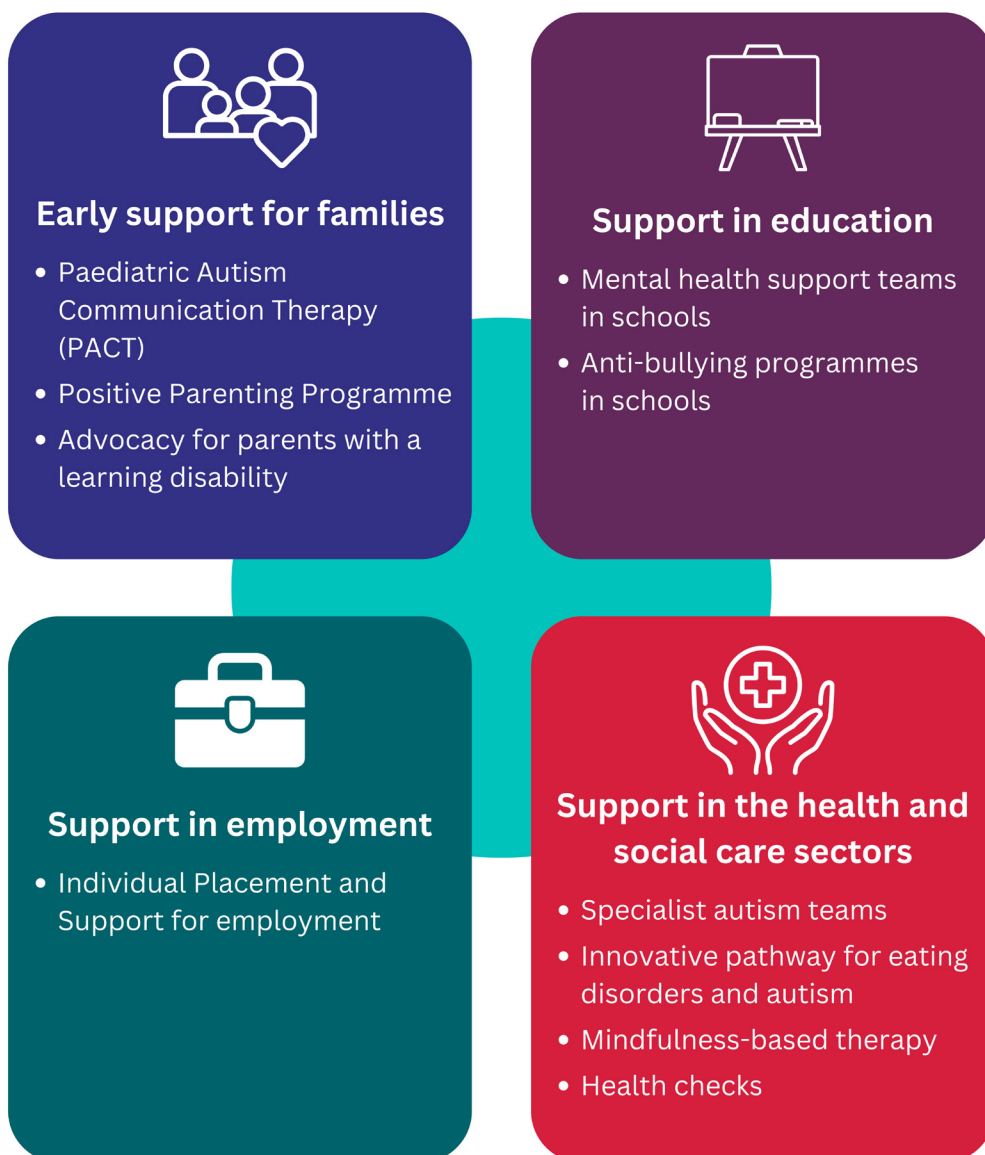 Early support for families
• Paediatric Autism
Communication Therapy
(PACT)
• Positive Parenting Programme
• Advocacy for parents with a
learning disability
Support in education
• Mental health support teams
in schools
• Anti-bullying programmes
in schools
Support in employment
• Individual Placement and
Support for employment
Support in the health and
social care sectors
• Specialist autism teams
• Innovative pathway for eating
disorders and autism
• Mindfulness-based therapy
• Health checks